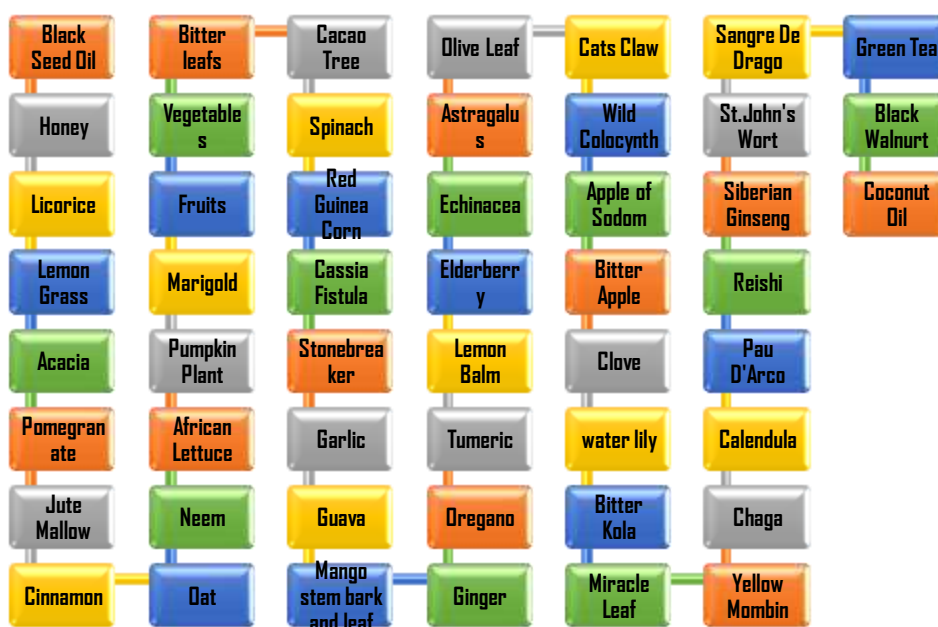 Black
Seed Oil
Honey
Licorice
Lemon
Grass
Acacia
Pomegran
ate
Jute
Mallow
Cinnamon
Oat
Neem
African
Lettuce
Pumpkin
Plant
Marigold
Fruits
Vegetable
s
Bitter
leafs
Cacao
Tree
Spinach
Red
Guinea
Corn
Cassia
Fistula
Stonebrea
ker
Garlic
Guava
Mango
stem bark
and leaf
Ginger
Oregano
Tumeric
Lemon
Balm
Elderberr
y
Echinacea
Astragal
us
Olive Leaf
Cats Claw
Wild
Colocynth
Apple of
Sodom
Bitter
Apple
Clove
water lily
Bitter
Kola
Miracle
Leaf
Yellow
Mombin
Chaga
Calendula
Pau
D'Arco
Reishi
Siberian
Ginseng
St.John's
Wort
Sangre De
Drago
Green Tea
Black
Walnurt
Coconut
Oil